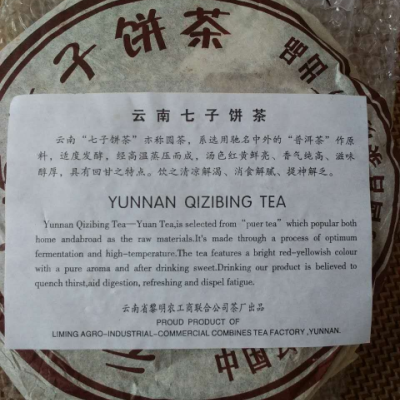 子饼茶
云南七子饼茶
云南“七子饼茶”亦称圆茶，系选用驰名中外的“普洱茶”作原
料，适度发酵，经高温蒸压而成，汤色红黄鲜亮、香气纯高、滋味
醇厚，具有回甘之特点。饮之清凉解渴、消食解腻、提神解乏。
YUNNAN QIZIBING TEA
Yunnan Qizibing Tea—Yuan Tea,is selected from “puer tea” which popular both
home andabroad as the raw materials.It's made through a process of optimum
fermentation and high-temperature.The tea features a bright red-yellowish colour
with a pure aroma and after drinking sweet.Drinking our product is believed to
quench thirst,aid digestion, refreshing and dispel fatigue.
云南省黎明农工商联合公司茶厂出品
PROUD PRODUCT OF
LIMING AGRO-INDUSTRIAL-COMMERCIAL COMBINES TEA FACTORY ,YUNNAN.
中国